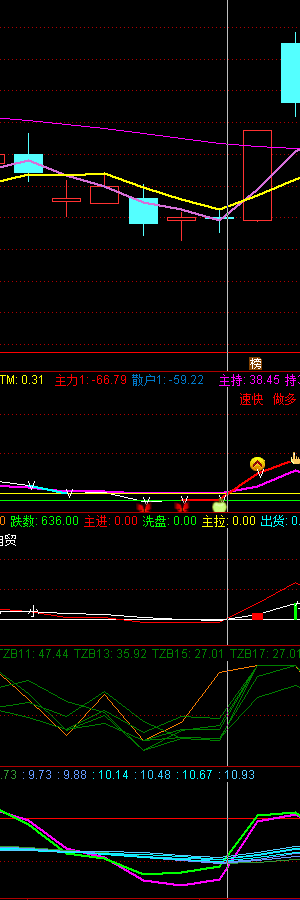 榜
TM: 0.31 主力1: -66.79 散户1: -59.22 主持: 38.45 持
速快 做多
0 跌数: 636.00 主进: 0.00 洗盘: 0.00 主拉: 0.00 出货: 0.
贸
TZB11: 47.44 TZB13: 35.92 TZB15: 27.01 TZB17: 27.01
.73 : 9.73 : 9.88 : 10.14 : 10.48 : 10.67 : 10.93